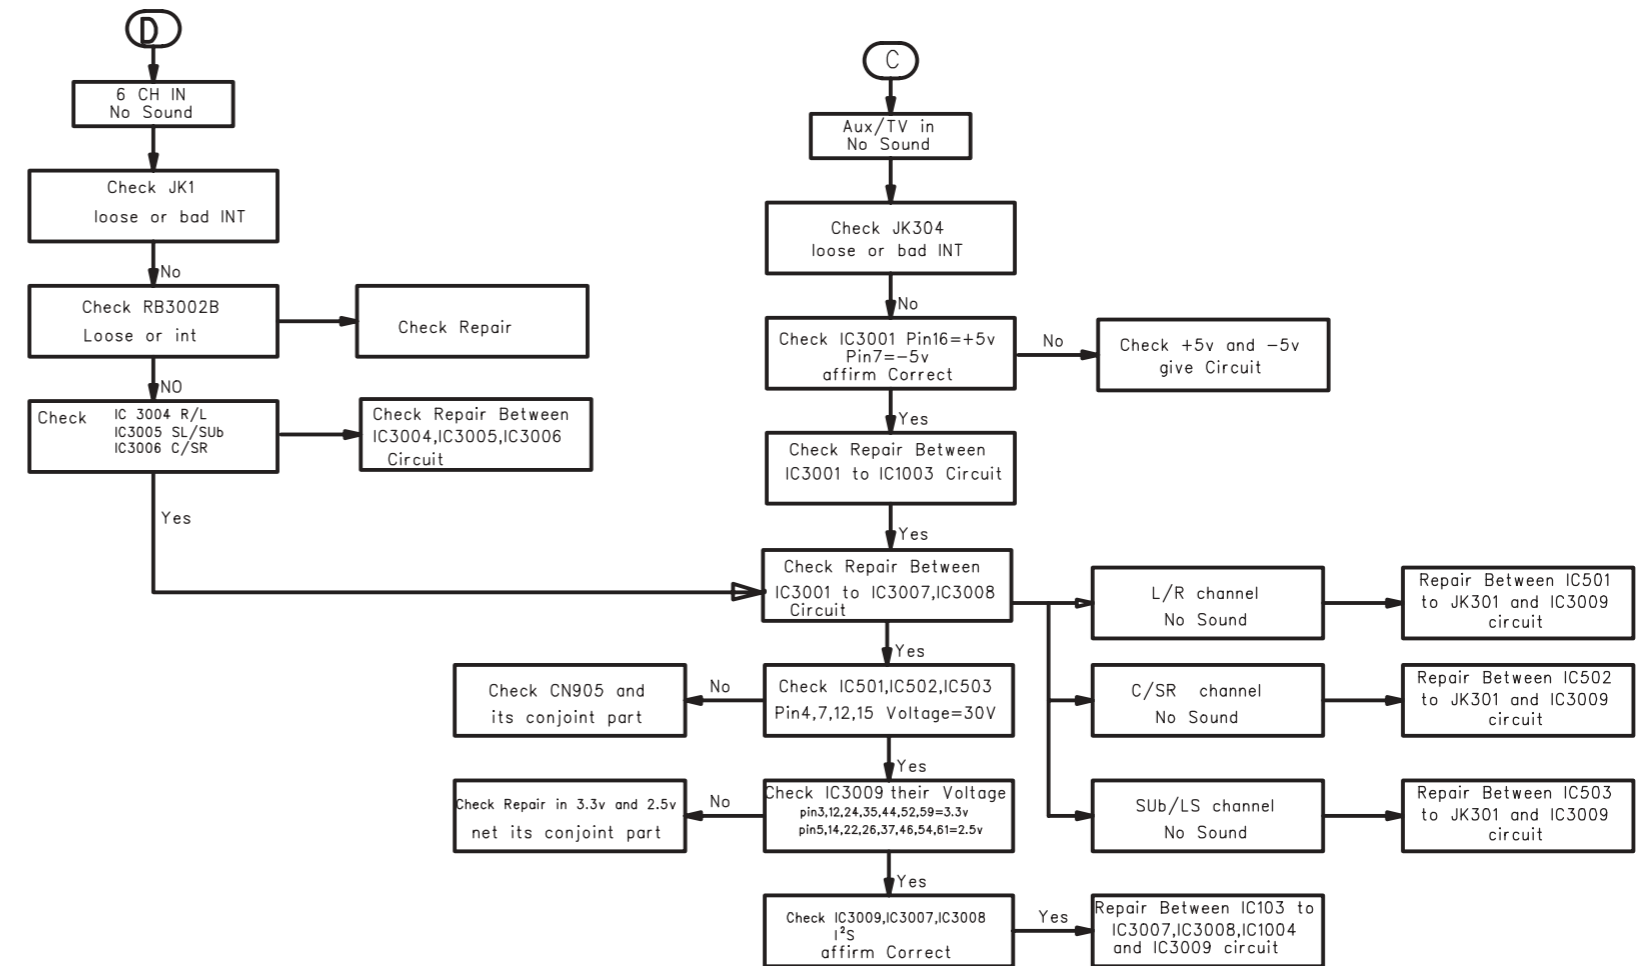 D
6 CH IN
No Sound
Check JK1
loose or bad INT
No
Check RB3002B
Loose or int
Check Repair
NO
Check IC 3004 R/L
IC3005 SL/SUb
IC3006 C/SR
Check Repair Between
IC3004,IC3005,IC3006
Circuit
Yes
C
Aux/TV in
No Sound
Check JK304
loose or bad INT
No
Check IC3001 Pin16=+5v
Pin7=-5v
affirm Correct
No
Check +5v and -5v
give Circuit
Yes
Check Repair Between
IC3001 to IC1003 Circuit
Yes
Check Repair Between
IC3001 to IC3007,IC3008
Circuit
L/R channel
No Sound
Repair Between IC501
to JK301 and IC3009
circuit
Yes
Check IC501,IC502,IC503
Pin4,7,12,15 Voltage=30V
No
Check CN905 and
its conjoint part
C/SR channel
No Sound
Repair Between IC502
to JK301 and IC3009
circuit
Yes
Check IC3009 their Voltage
pin3,12,24,35,44,52,59=3.3v
pin5,14,22,26,37,46,54,61=2.5v
No
Check Repair in 3.3v and 2.5v
net its conjoint part
SUb/LS channel
No Sound
Repair Between IC503
to JK301 and IC3009
circuit
Yes
Check IC3009,IC3007,IC3008
I²S
affirm Correct
Yes
Repair Between IC103 to
IC3007,IC3008,IC1004
and IC3009 circuit